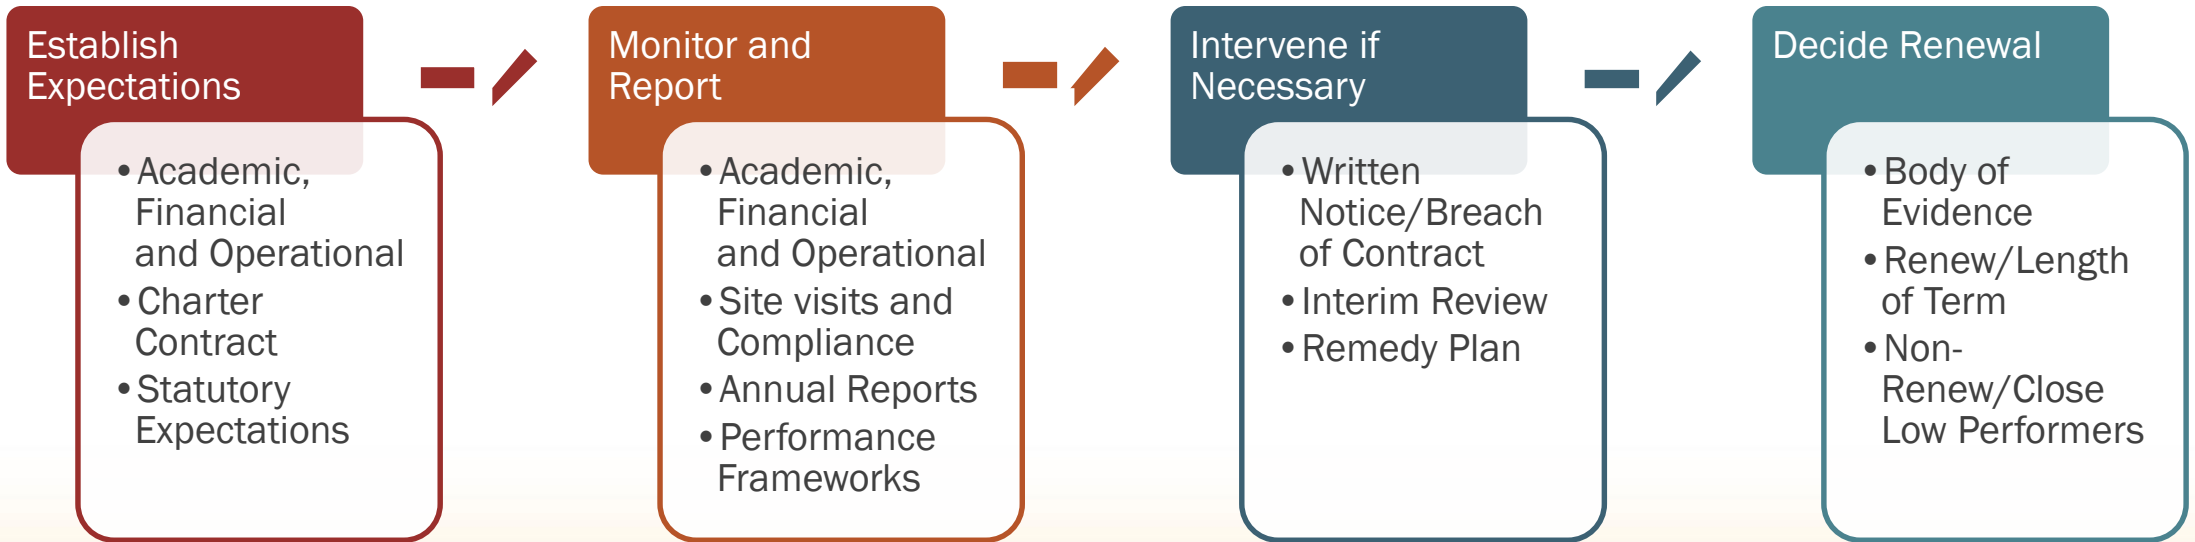 Establish
Expectations
•Academic,
Financial
and Operational
•Charter
Contract
•Statutory
Expectations
Monitor and
Report
•Academic,
Financial
and Operational
•Site visits and
Compliance
•Annual Reports
•Performance
Frameworks
Intervene if
Necessary
•Written
Notice/Breach
of Contract
•Interim Review
•Remedy Plan
Decide Renewal
•Body of
Evidence
•Renew/Length
of Term
•Non-
Renew/Close
Low Performers